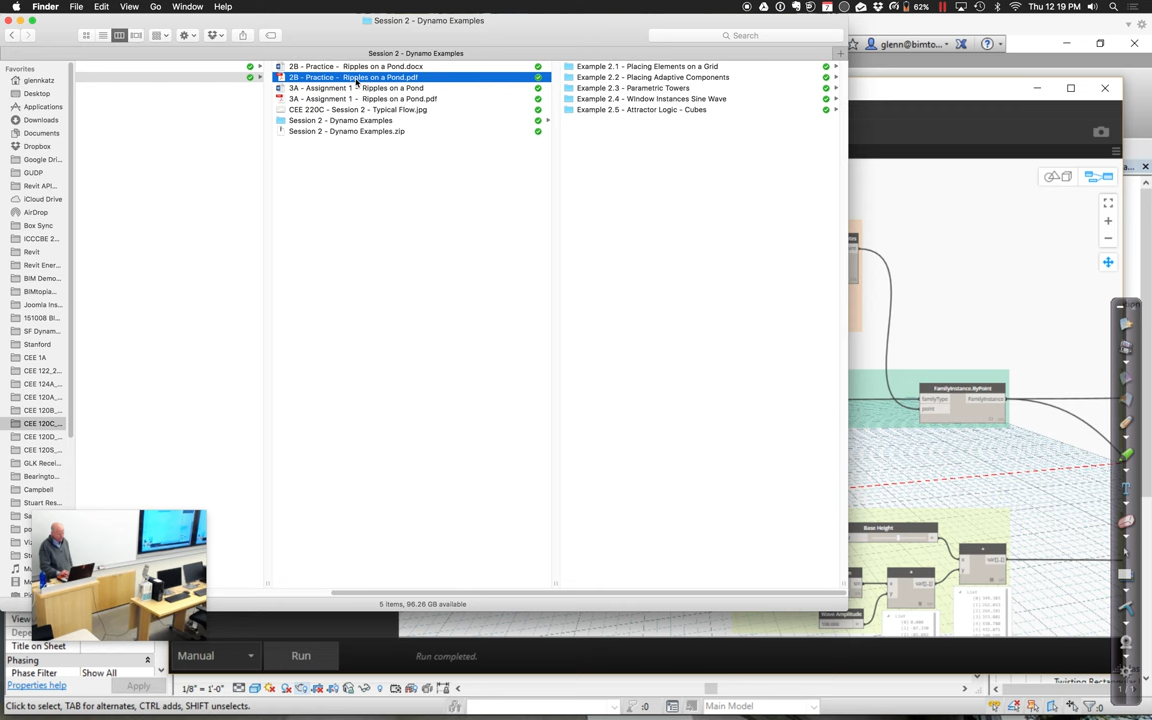 Finder File Edit View Go Window Help
62% Thu 12:19 PM
Session 2 - Dynamo Examples
Search
Session 2 - Dynamo Examples
glenn@bimto...
Favorites
glennkatz
Desktop
Applications
Downloads
Documents
Dropbox
Google Dri...
GUDP
Revit API...
iCloud Drive
AirDrop
Box Sync
ICCCBE 2...
Revit
Revit Ener...
BIM Demo...
BIMtopia...
Joomla Ins...
151008 BI...
SF Dynam...
Stanford
CEE 1A
CEE 122_2...
CEE 124A_...
CEE 120A_...
CEE 120B_...
CEE 120C_...
CEE 120D_...
CEE 120S_...
GLK Recei...
Bearingto...
Campbell
Stuart Res...
2B - Practice - Ripples on a Pond.docx
2B - Practice - Ripples on a Pond.pdf
3A - Assignment 1 - Ripples on a Pond
3A - Assignment 1 - Ripples on a Pond.pdf
CEE 220C - Session 2 - Typical Flow.jpg
Session 2 - Dynamo Examples
Session 2 - Dynamo Examples.zip
Example 2.1 - Placing Elements on a Grid
Example 2.2 - Placing Adaptive Components
Example 2.3 - Parametric Towers
Example 2.4 - Window Instances Sine Wave
Example 2.5 - Attractor Logic - Cubes
5 items, 96.26 GB available
FamilyInstance.ByPoint
familyType FamilyInstance
point
Base Height
Wave Amplitude
List
List
View
Title on Sheet
Phasing
Phase Filter Show All
Properties help Apply
Manual Run Run completed.
1/8" = 1'-0"
Click to select, TAB for alternates, CTRL adds, SHIFT unselects.
:0 Main Model :0
1/1